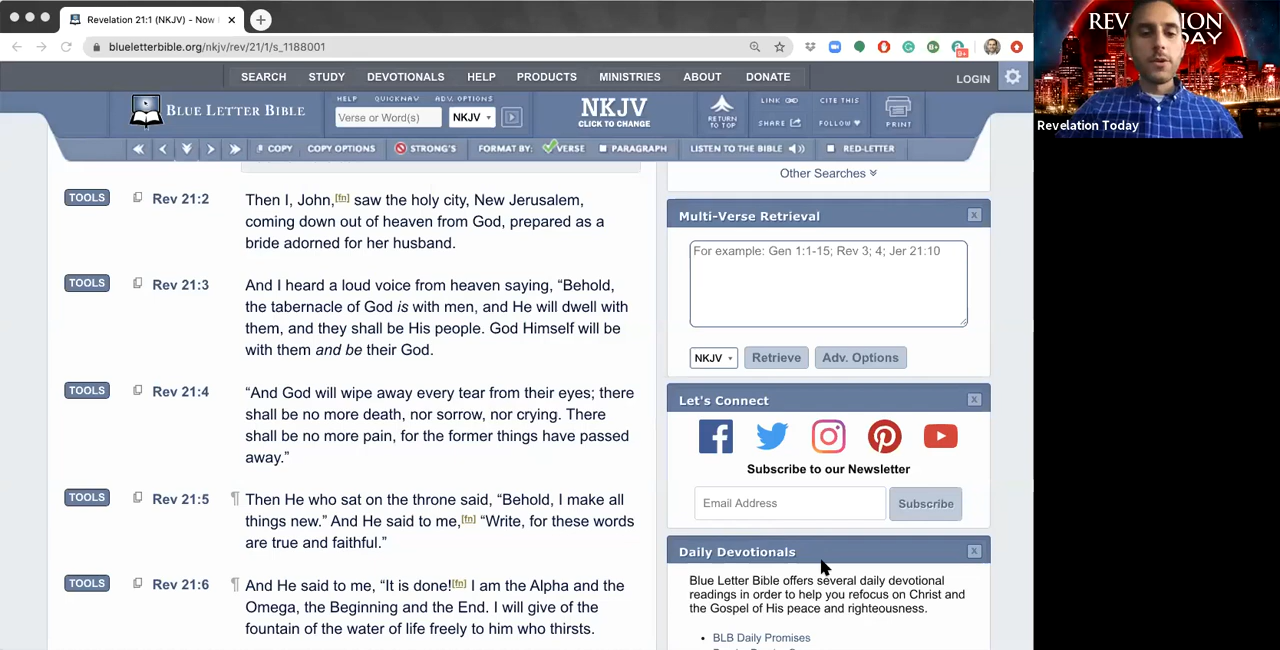 Revelation 21:1 (NKJV) - Now
blueletterbible.org/nkjv/rev/21/1/s_1188001
SEARCH STUDY DEVOTIONALS HELP PRODUCTS MINISTRIES ABOUT DONATE LOGIN
BLUE LETTER BIBLE
HELP QUICKNAV ADV. OPTIONS
Verse or Word(s) NKJV
NKJV
CLICK TO CHANGE
RETURN
TO TOP
LINK CITE THIS
SHARE FOLLOW
PRINT
COPY COPY OPTIONS STRONG'S FORMAT BY: VERSE PARAGRAPH LISTEN TO THE BIBLE RED-LETTER
TOOLS Rev 21:2 Then I, John,[fn] saw the holy city, New Jerusalem,
coming down out of heaven from God, prepared as a
bride adorned for her husband.
TOOLS Rev 21:3 And I heard a loud voice from heaven saying, “Behold,
the tabernacle of God is with men, and He will dwell with
them, and they shall be His people. God Himself will be
with them and be their God.
TOOLS Rev 21:4 “And God will wipe away every tear from their eyes; there
shall be no more death, nor sorrow, nor crying. There
shall be no more pain, for the former things have passed
away.”
TOOLS Rev 21:5 ¶ Then He who sat on the throne said, “Behold, I make all
things new.” And He said to me,[fn] “Write, for these words
are true and faithful.”
TOOLS Rev 21:6 ¶ And He said to me, “It is done![fn] I am the Alpha and the
Omega, the Beginning and the End. I will give of the
fountain of the water of life freely to him who thirsts.
Other Searches
Multi-Verse Retrieval X
For example: Gen 1:1-15; Rev 3; 4; Jer 21:10
NKJV Retrieve Adv. Options
Let's Connect X
Subscribe to our Newsletter
Email Address Subscribe
Daily Devotionals X
Blue Letter Bible offers several daily devotional
readings in order to help you refocus on Christ and
the Gospel of His peace and righteousness.
• BLB Daily Promises
Revelation Today